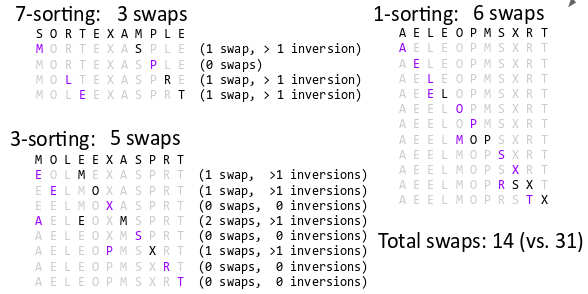 7-sorting: 3 swaps
S O R T E X A M P L E
M O R T E X A S P L E (1 swap, > 1 inversion)
M O R T E X A S P L E (0 swaps)
M O L T E X A S P R E (1 swap, > 1 inversion)
M O L E E X A S P R T (1 swap, > 1 inversion)
3-sorting: 5 swaps
M O L E E X A S P R T
E O L M E X A S P R T (1 swap, >1 inversions)
E E L M O X A S P R T (1 swap, >1 inversions)
E E L M O X A S P R T (0 swaps, 0 inversions)
A E L E O X M S P R T (2 swaps, >1 inversions)
A E L E O X M S P R T (0 swaps, 0 inversions)
A E L E O P M S X R T (1 swaps, >1 inversions)
A E L E O P M S X R T (0 swaps, 0 inversions)
A E L E O P M S X R T (0 swaps, 0 inversions)
1-sorting: 6 swaps
A E L E O P M S X R T
A E L E O P M S X R T
A E L E O P M S X R T
A E L E O P M S X R T
A E E L O P M S X R T
A E E L O P M S X R T
A E E L O P M S X R T
A E E L M O P S X R T
A E E L M O P S X R T
A E E L M O P S X R T
A E E L M O P R S X T
A E E L M O P R S T X
Total swaps: 14 (vs. 31)